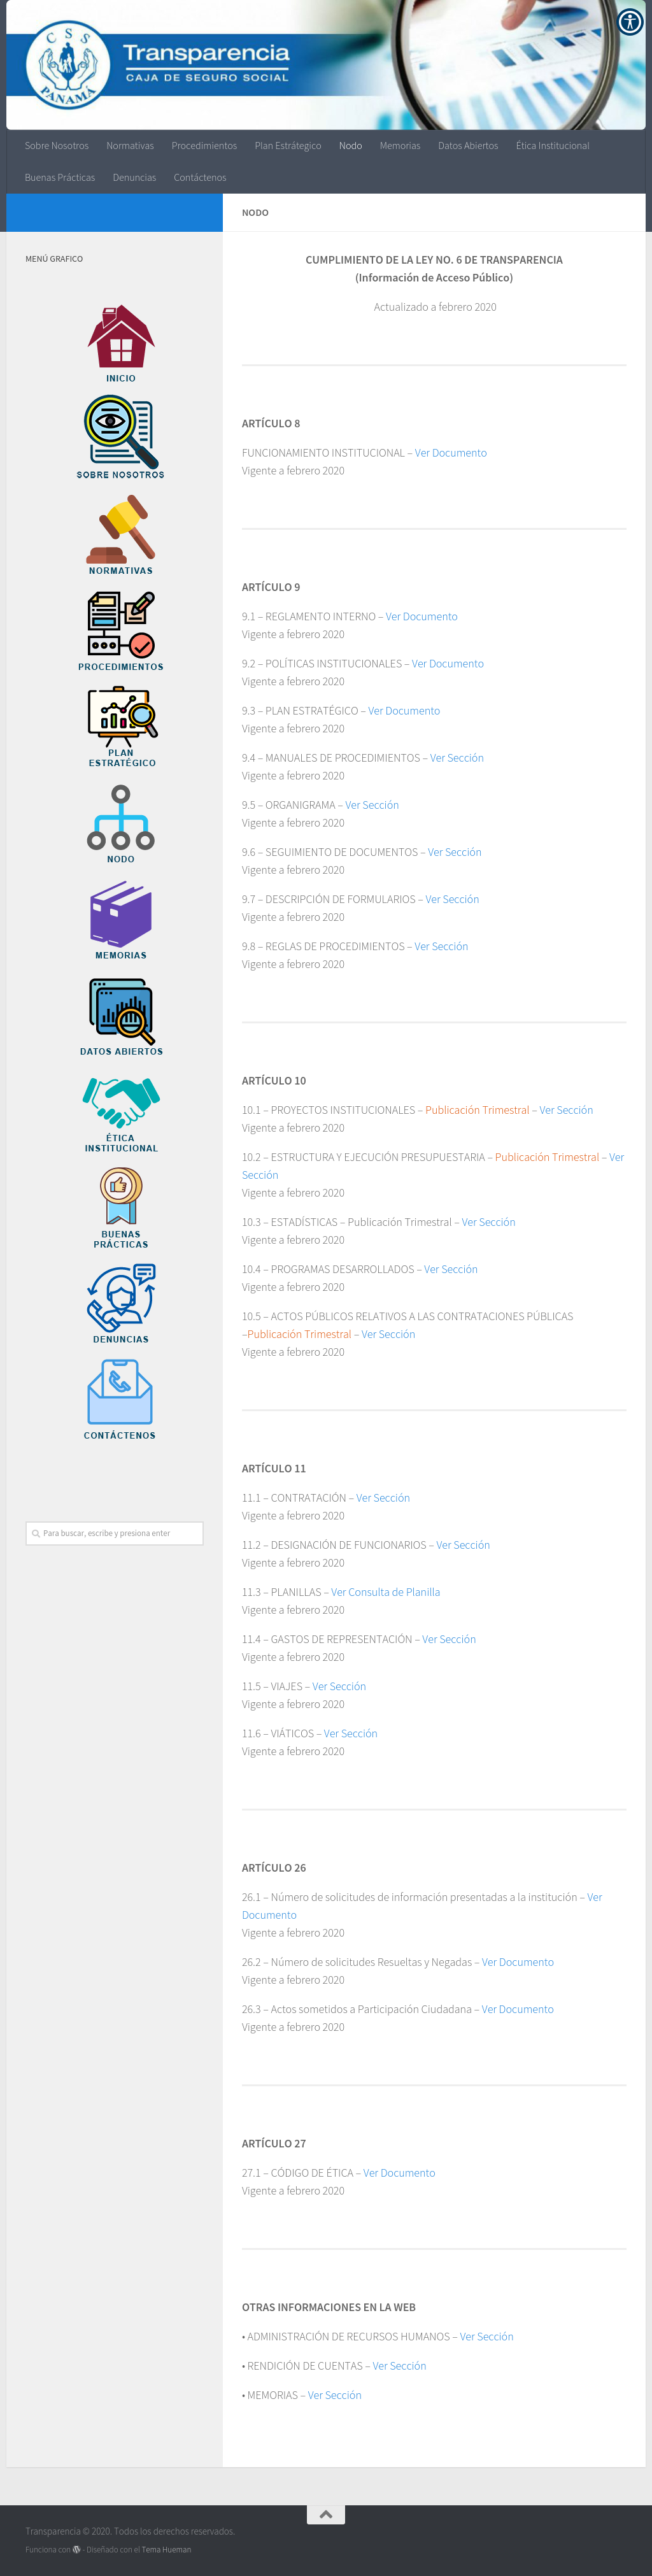 C S S
PANAMÁ
Transparencia
CAJA DE SEGURO SOCIAL
Sobre Nosotros
Normativas
Procedimientos
Plan Estrátegico
Nodo
Memorias
Datos Abiertos
Ética Institucional
Buenas Prácticas
Denuncias
Contáctenos
NODO
MENÚ GRAFICO
INICIO
SOBRE NOSOTROS
NORMATIVAS
PROCEDIMIENTOS
PLAN
ESTRATÉGICO
NODO
MEMORIAS
DATOS ABIERTOS
ÉTICA
INSTITUCIONAL
BUENAS
PRÁCTICAS
DENUNCIAS
CONTÁCTENOS
Para buscar, escribe y presiona enter
CUMPLIMIENTO DE LA LEY NO. 6 DE TRANSPARENCIA
(Información de Acceso Público)
Actualizado a febrero 2020
ARTÍCULO 8
FUNCIONAMIENTO INSTITUCIONAL – Ver Documento
Vigente a febrero 2020
ARTÍCULO 9
9.1 – REGLAMENTO INTERNO – Ver Documento
Vigente a febrero 2020
9.2 – POLÍTICAS INSTITUCIONALES – Ver Documento
Vigente a febrero 2020
9.3 – PLAN ESTRATÉGICO – Ver Documento
Vigente a febrero 2020
9.4 – MANUALES DE PROCEDIMIENTOS – Ver Sección
Vigente a febrero 2020
9.5 – ORGANIGRAMA – Ver Sección
Vigente a febrero 2020
9.6 – SEGUIMIENTO DE DOCUMENTOS – Ver Sección
Vigente a febrero 2020
9.7 – DESCRIPCIÓN DE FORMULARIOS – Ver Sección
Vigente a febrero 2020
9.8 – REGLAS DE PROCEDIMIENTOS – Ver Sección
Vigente a febrero 2020
ARTÍCULO 10
10.1 – PROYECTOS INSTITUCIONALES – Publicación Trimestral – Ver Sección
Vigente a febrero 2020
10.2 – ESTRUCTURA Y EJECUCIÓN PRESUPUESTARIA – Publicación Trimestral – Ver
Sección
Vigente a febrero 2020
10.3 – ESTADÍSTICAS – Publicación Trimestral – Ver Sección
Vigente a febrero 2020
10.4 – PROGRAMAS DESARROLLADOS – Ver Sección
Vigente a febrero 2020
10.5 – ACTOS PÚBLICOS RELATIVOS A LAS CONTRATACIONES PÚBLICAS
–Publicación Trimestral – Ver Sección
Vigente a febrero 2020
ARTÍCULO 11
11.1 – CONTRATACIÓN – Ver Sección
Vigente a febrero 2020
11.2 – DESIGNACIÓN DE FUNCIONARIOS – Ver Sección
Vigente a febrero 2020
11.3 – PLANILLAS – Ver Consulta de Planilla
Vigente a febrero 2020
11.4 – GASTOS DE REPRESENTACIÓN – Ver Sección
Vigente a febrero 2020
11.5 – VIAJES – Ver Sección
Vigente a febrero 2020
11.6 – VIÁTICOS – Ver Sección
Vigente a febrero 2020
ARTÍCULO 26
26.1 – Número de solicitudes de información presentadas a la institución – Ver
Documento
Vigente a febrero 2020
26.2 – Número de solicitudes Resueltas y Negadas – Ver Documento
Vigente a febrero 2020
26.3 – Actos sometidos a Participación Ciudadana – Ver Documento
Vigente a febrero 2020
ARTÍCULO 27
27.1 – CÓDIGO DE ÉTICA – Ver Documento
Vigente a febrero 2020
OTRAS INFORMACIONES EN LA WEB
• ADMINISTRACIÓN DE RECURSOS HUMANOS – Ver Sección
• RENDICIÓN DE CUENTAS – Ver Sección
• MEMORIAS – Ver Sección
Transparencia © 2020. Todos los derechos reservados.
Funciona con - Diseñado con el Tema Hueman